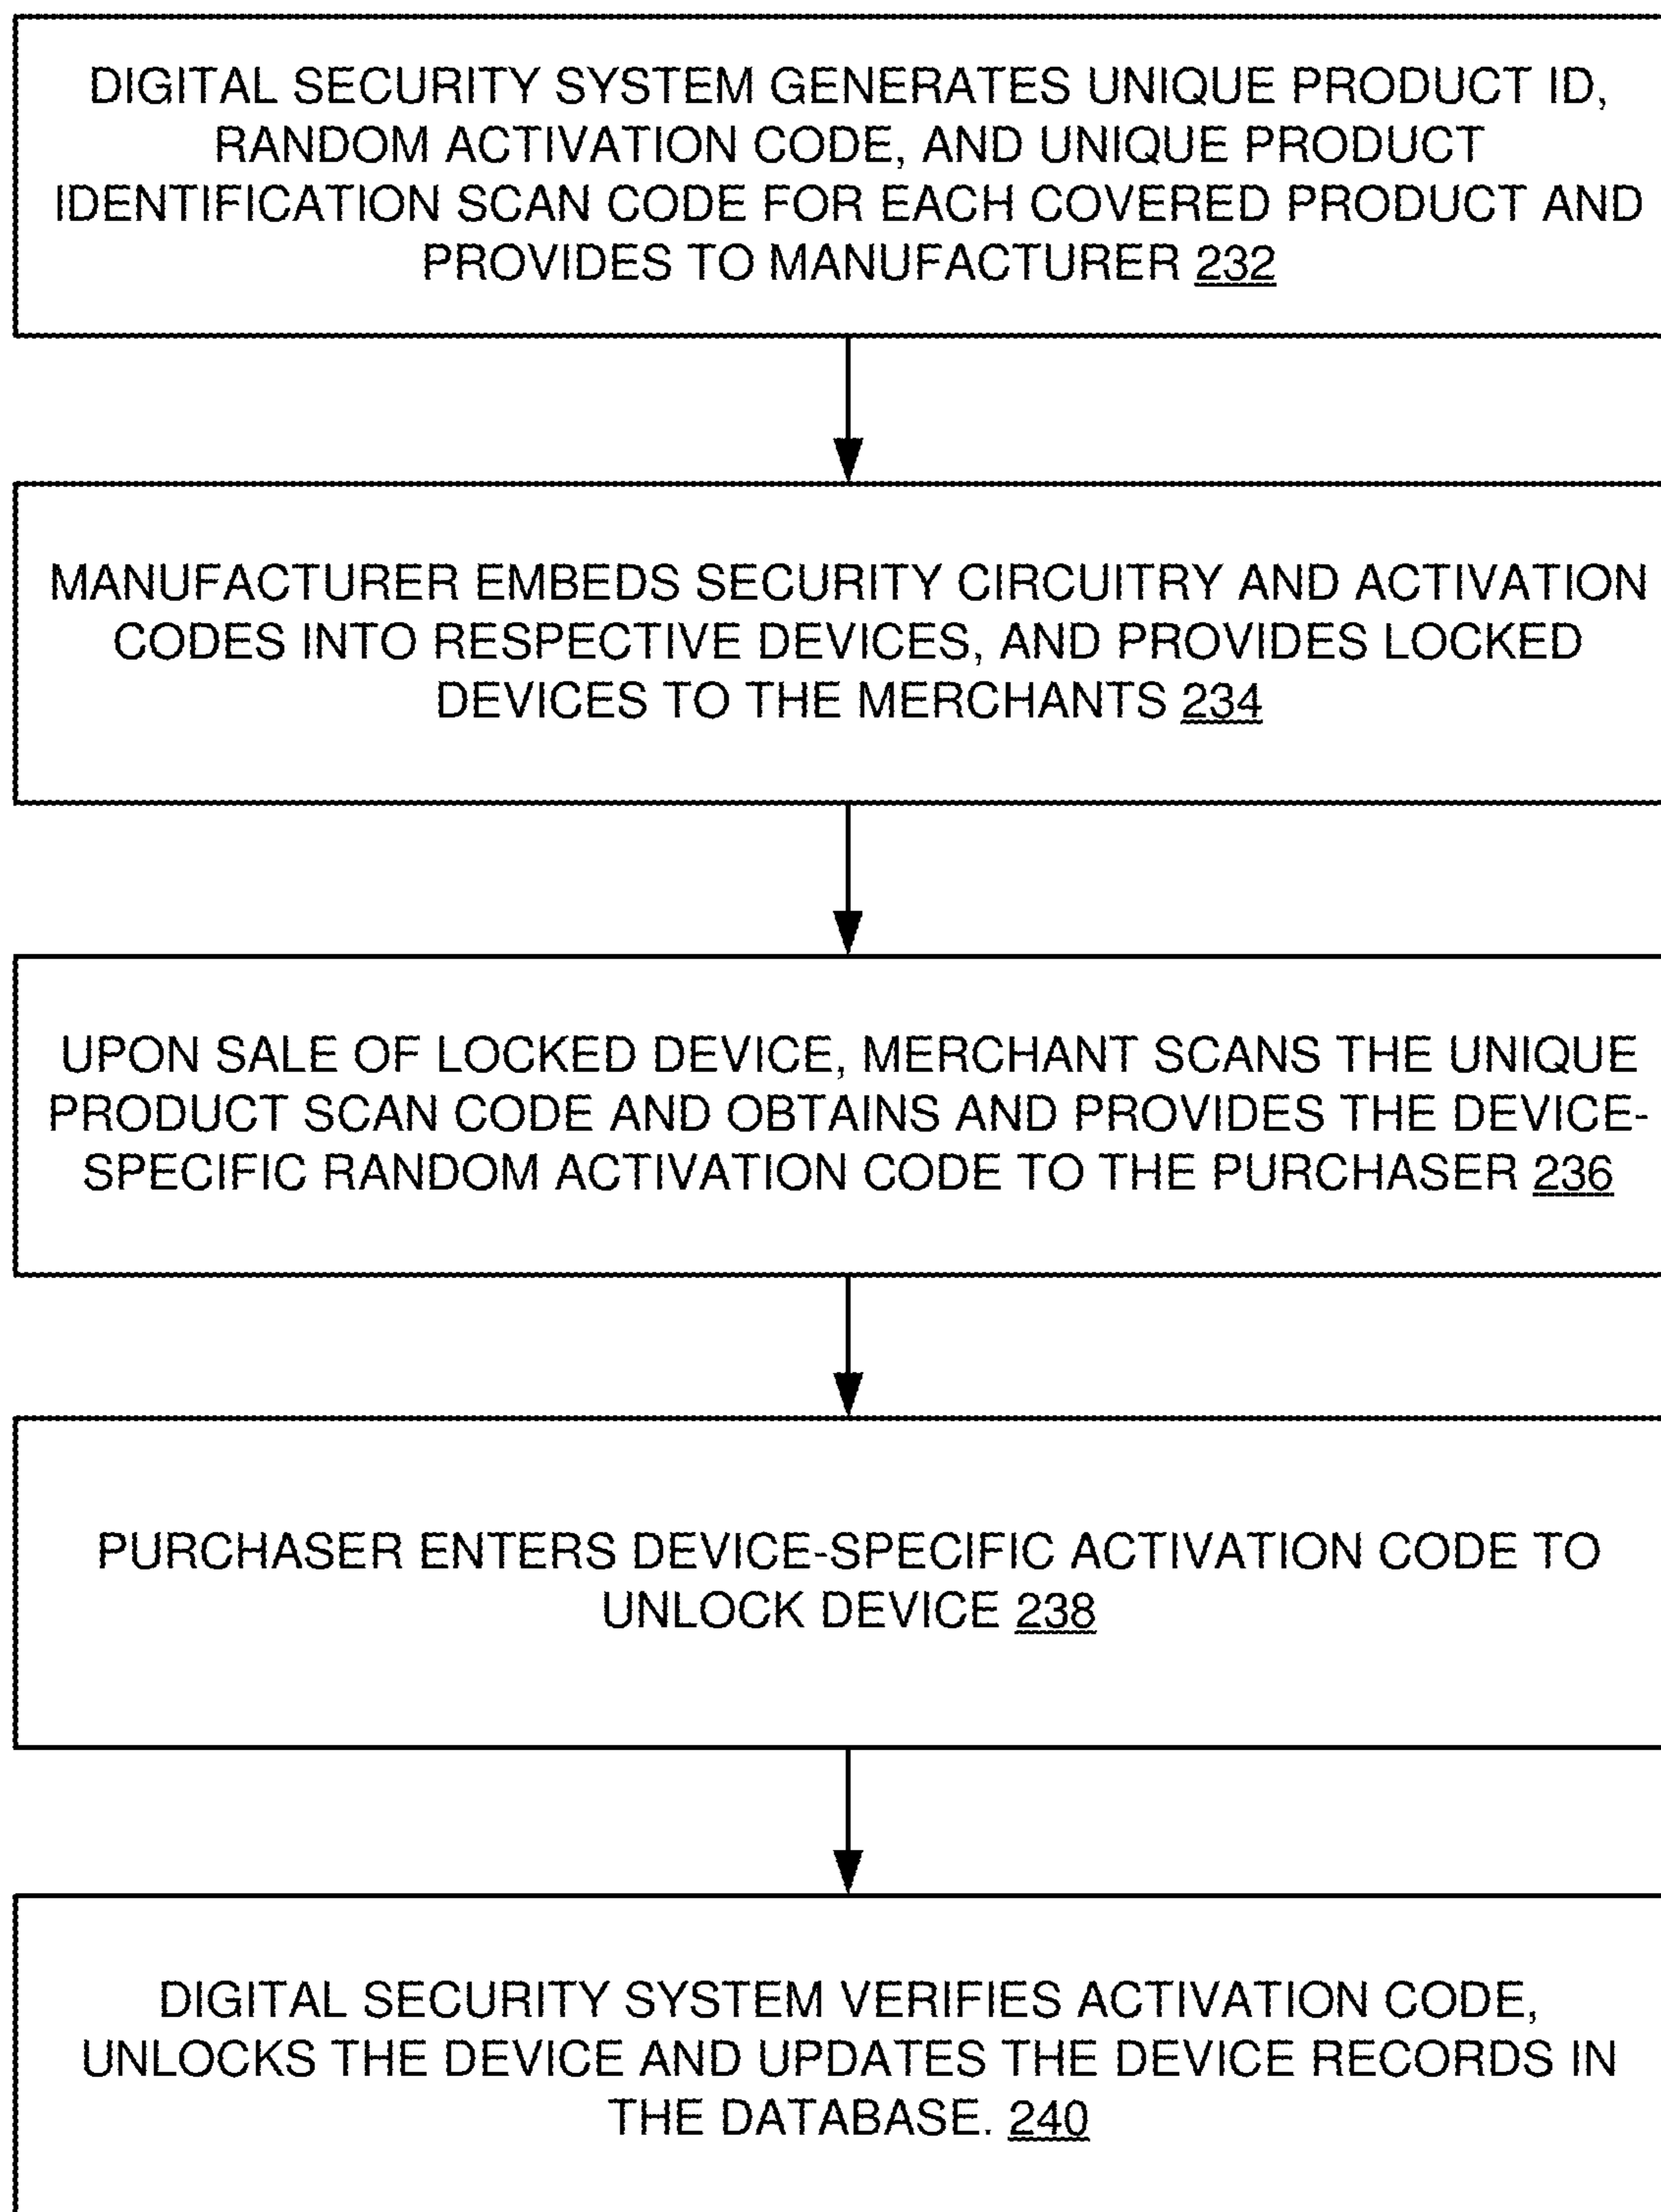 DIGITAL SECURITY SYSTEM GENERATES UNIQUE PRODUCT ID,
RANDOM ACTIVATION CODE, AND UNIQUE PRODUCT
IDENTIFICATION SCAN CODE FOR EACH COVERED PRODUCT AND
PROVIDES TO MANUFACTURER 232
MANUFACTURER EMBEDS SECURITY CIRCUITRY AND ACTIVATION
CODES INTO RESPECTIVE DEVICES, AND PROVIDES LOCKED
DEVICES TO THE MERCHANTS 234
UPON SALE OF LOCKED DEVICE, MERCHANT SCANS THE UNIQUE
PRODUCT SCAN CODE AND OBTAINS AND PROVIDES THE DEVICE-
SPECIFIC RANDOM ACTIVATION CODE TO THE PURCHASER 236
PURCHASER ENTERS DEVICE-SPECIFIC ACTIVATION CODE TO
UNLOCK DEVICE 238
DIGITAL SECURITY SYSTEM VERIFIES ACTIVATION CODE,
UNLOCKS THE DEVICE AND UPDATES THE DEVICE RECORDS IN
THE DATABASE. 240